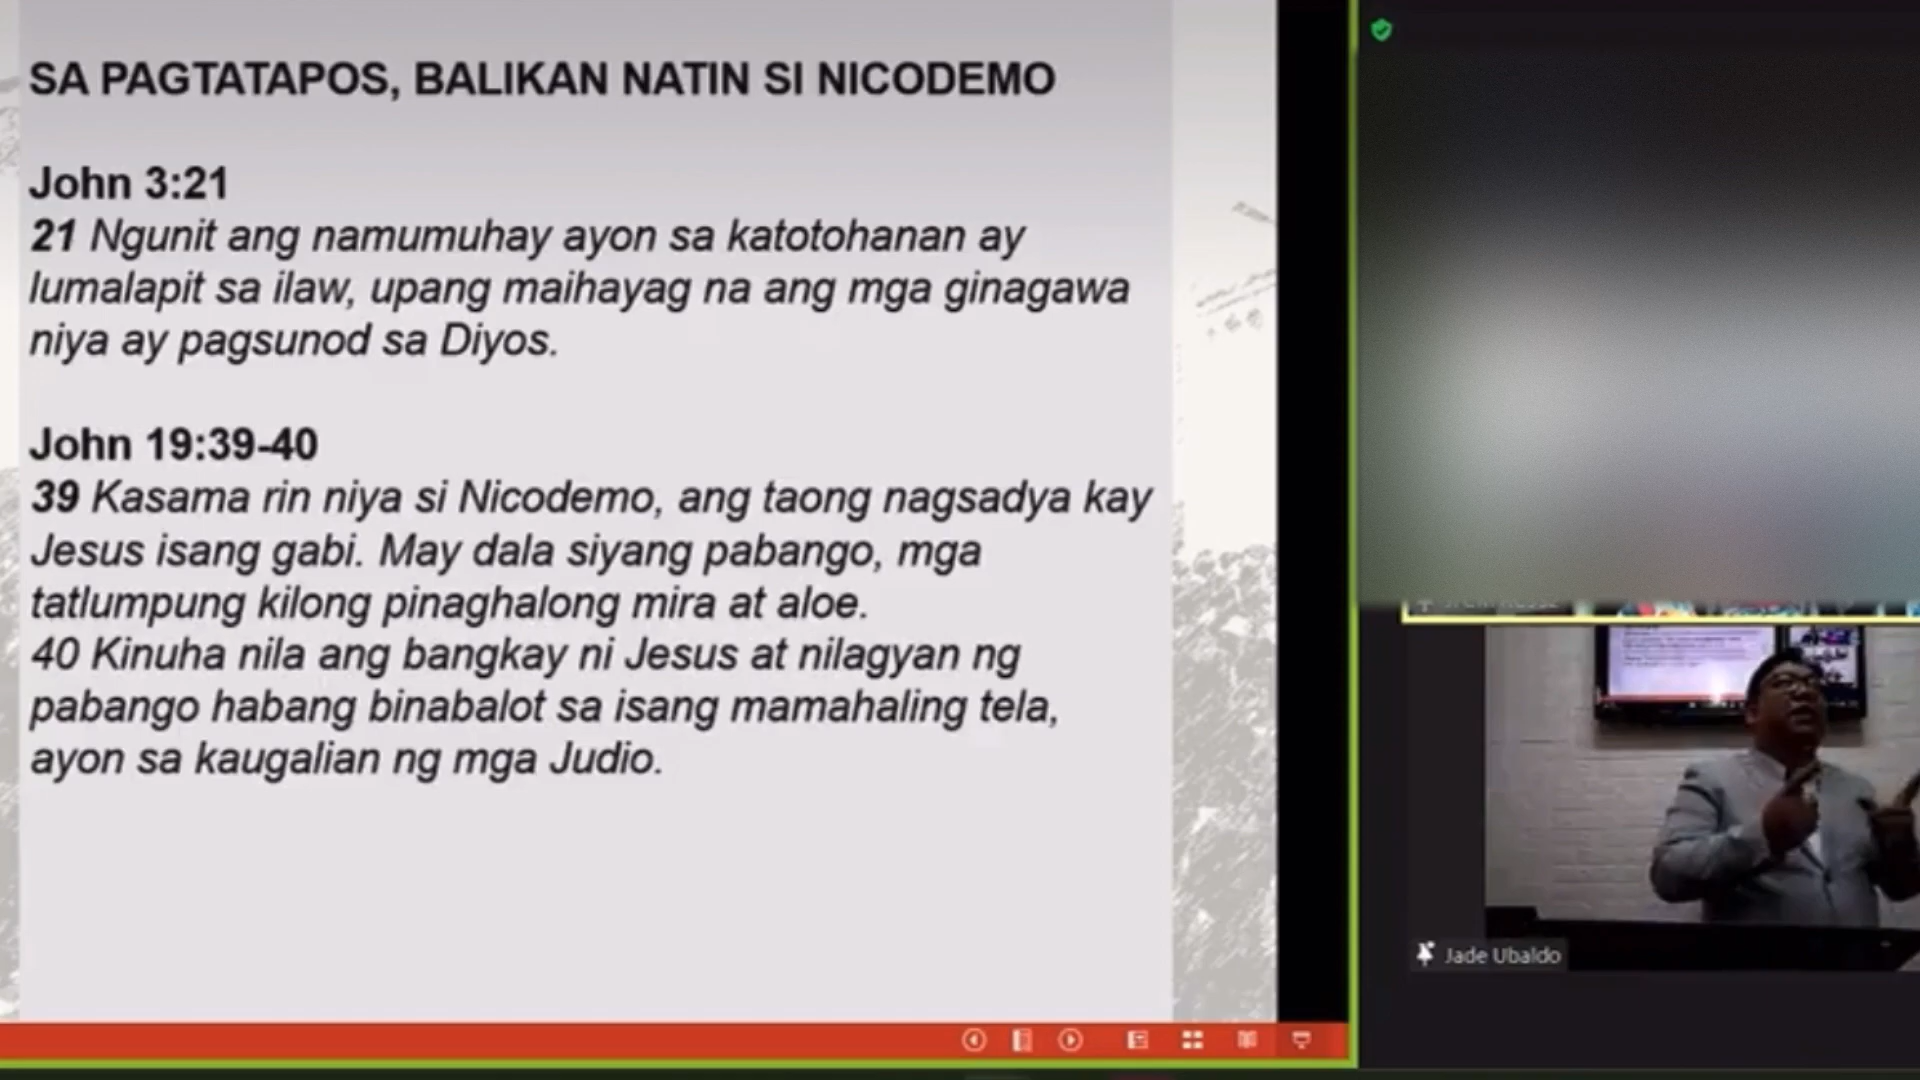 SA PAGTATAPOS, BALIKAN NATIN SI NICODEMO
John 3:21
21 Ngunit ang namumuhay ayon sa katotohanan ay
lumalapit sa ilaw, upang maihayag na ang mga ginagawa
niya ay pagsunod sa Diyos.
John 19:39-40
39 Kasama rin niya si Nicodemo, ang taong nagsadya kay
Jesus isang gabi. May dala siyang pabango, mga
tatlumpung kilong pinaghalong mira at aloe.
40 Kinuha nila ang bangkay ni Jesus at nilagyan ng
pabango habang binabalot sa isang mamahaling tela,
ayon sa kaugalian ng mga Judio.
Jade Ubaldo